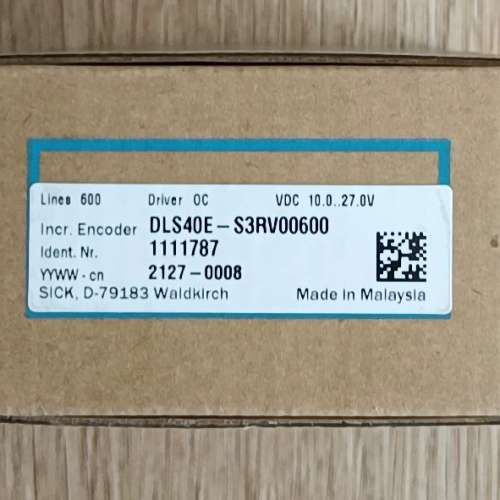 Lines 600 Driver OC VDC 10.0..27.0V
Incr. Encoder DLS40E-S3RV00600
Ident. Nr. 1111787
YYWW-cn 2127-0008
SICK, D-79183 Waldkirch Made in Malaysia